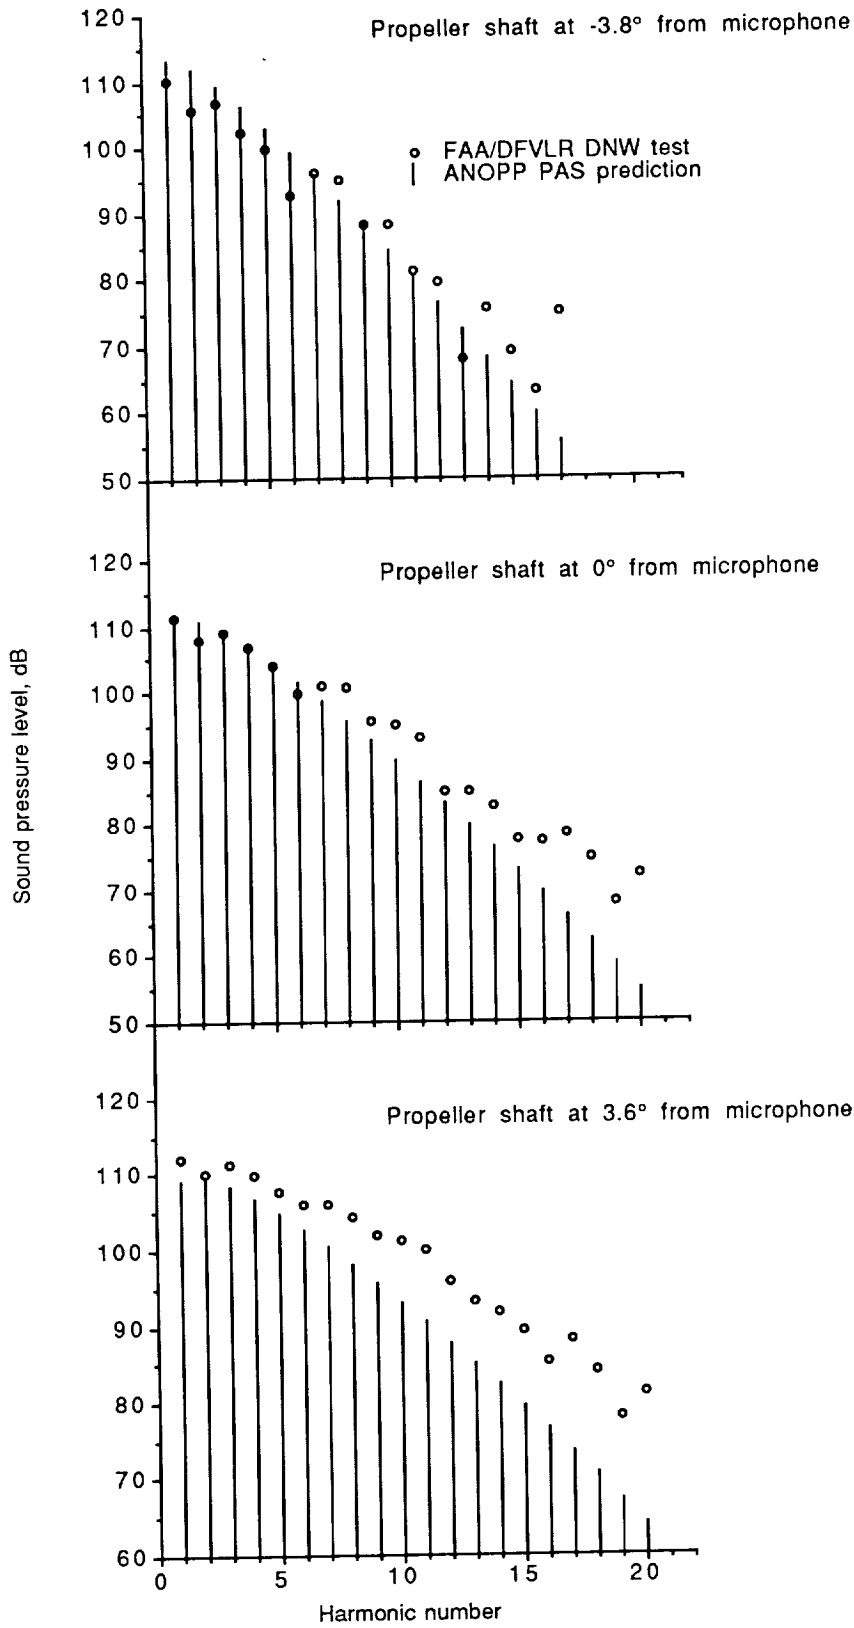 120
Propeller shaft at -3.8° from microphone
110
100
FAA/DFVLR DNW test
ANOPP PAS prediction
90
80
70
60
50
120
Propeller shaft at 0° from microphone
110
100
90
80
70
60
50
Sound pressure level, dB
120
Propeller shaft at 3.6° from microphone
110
100
90
80
70
60
0 5 10 15 20
Harmonic number